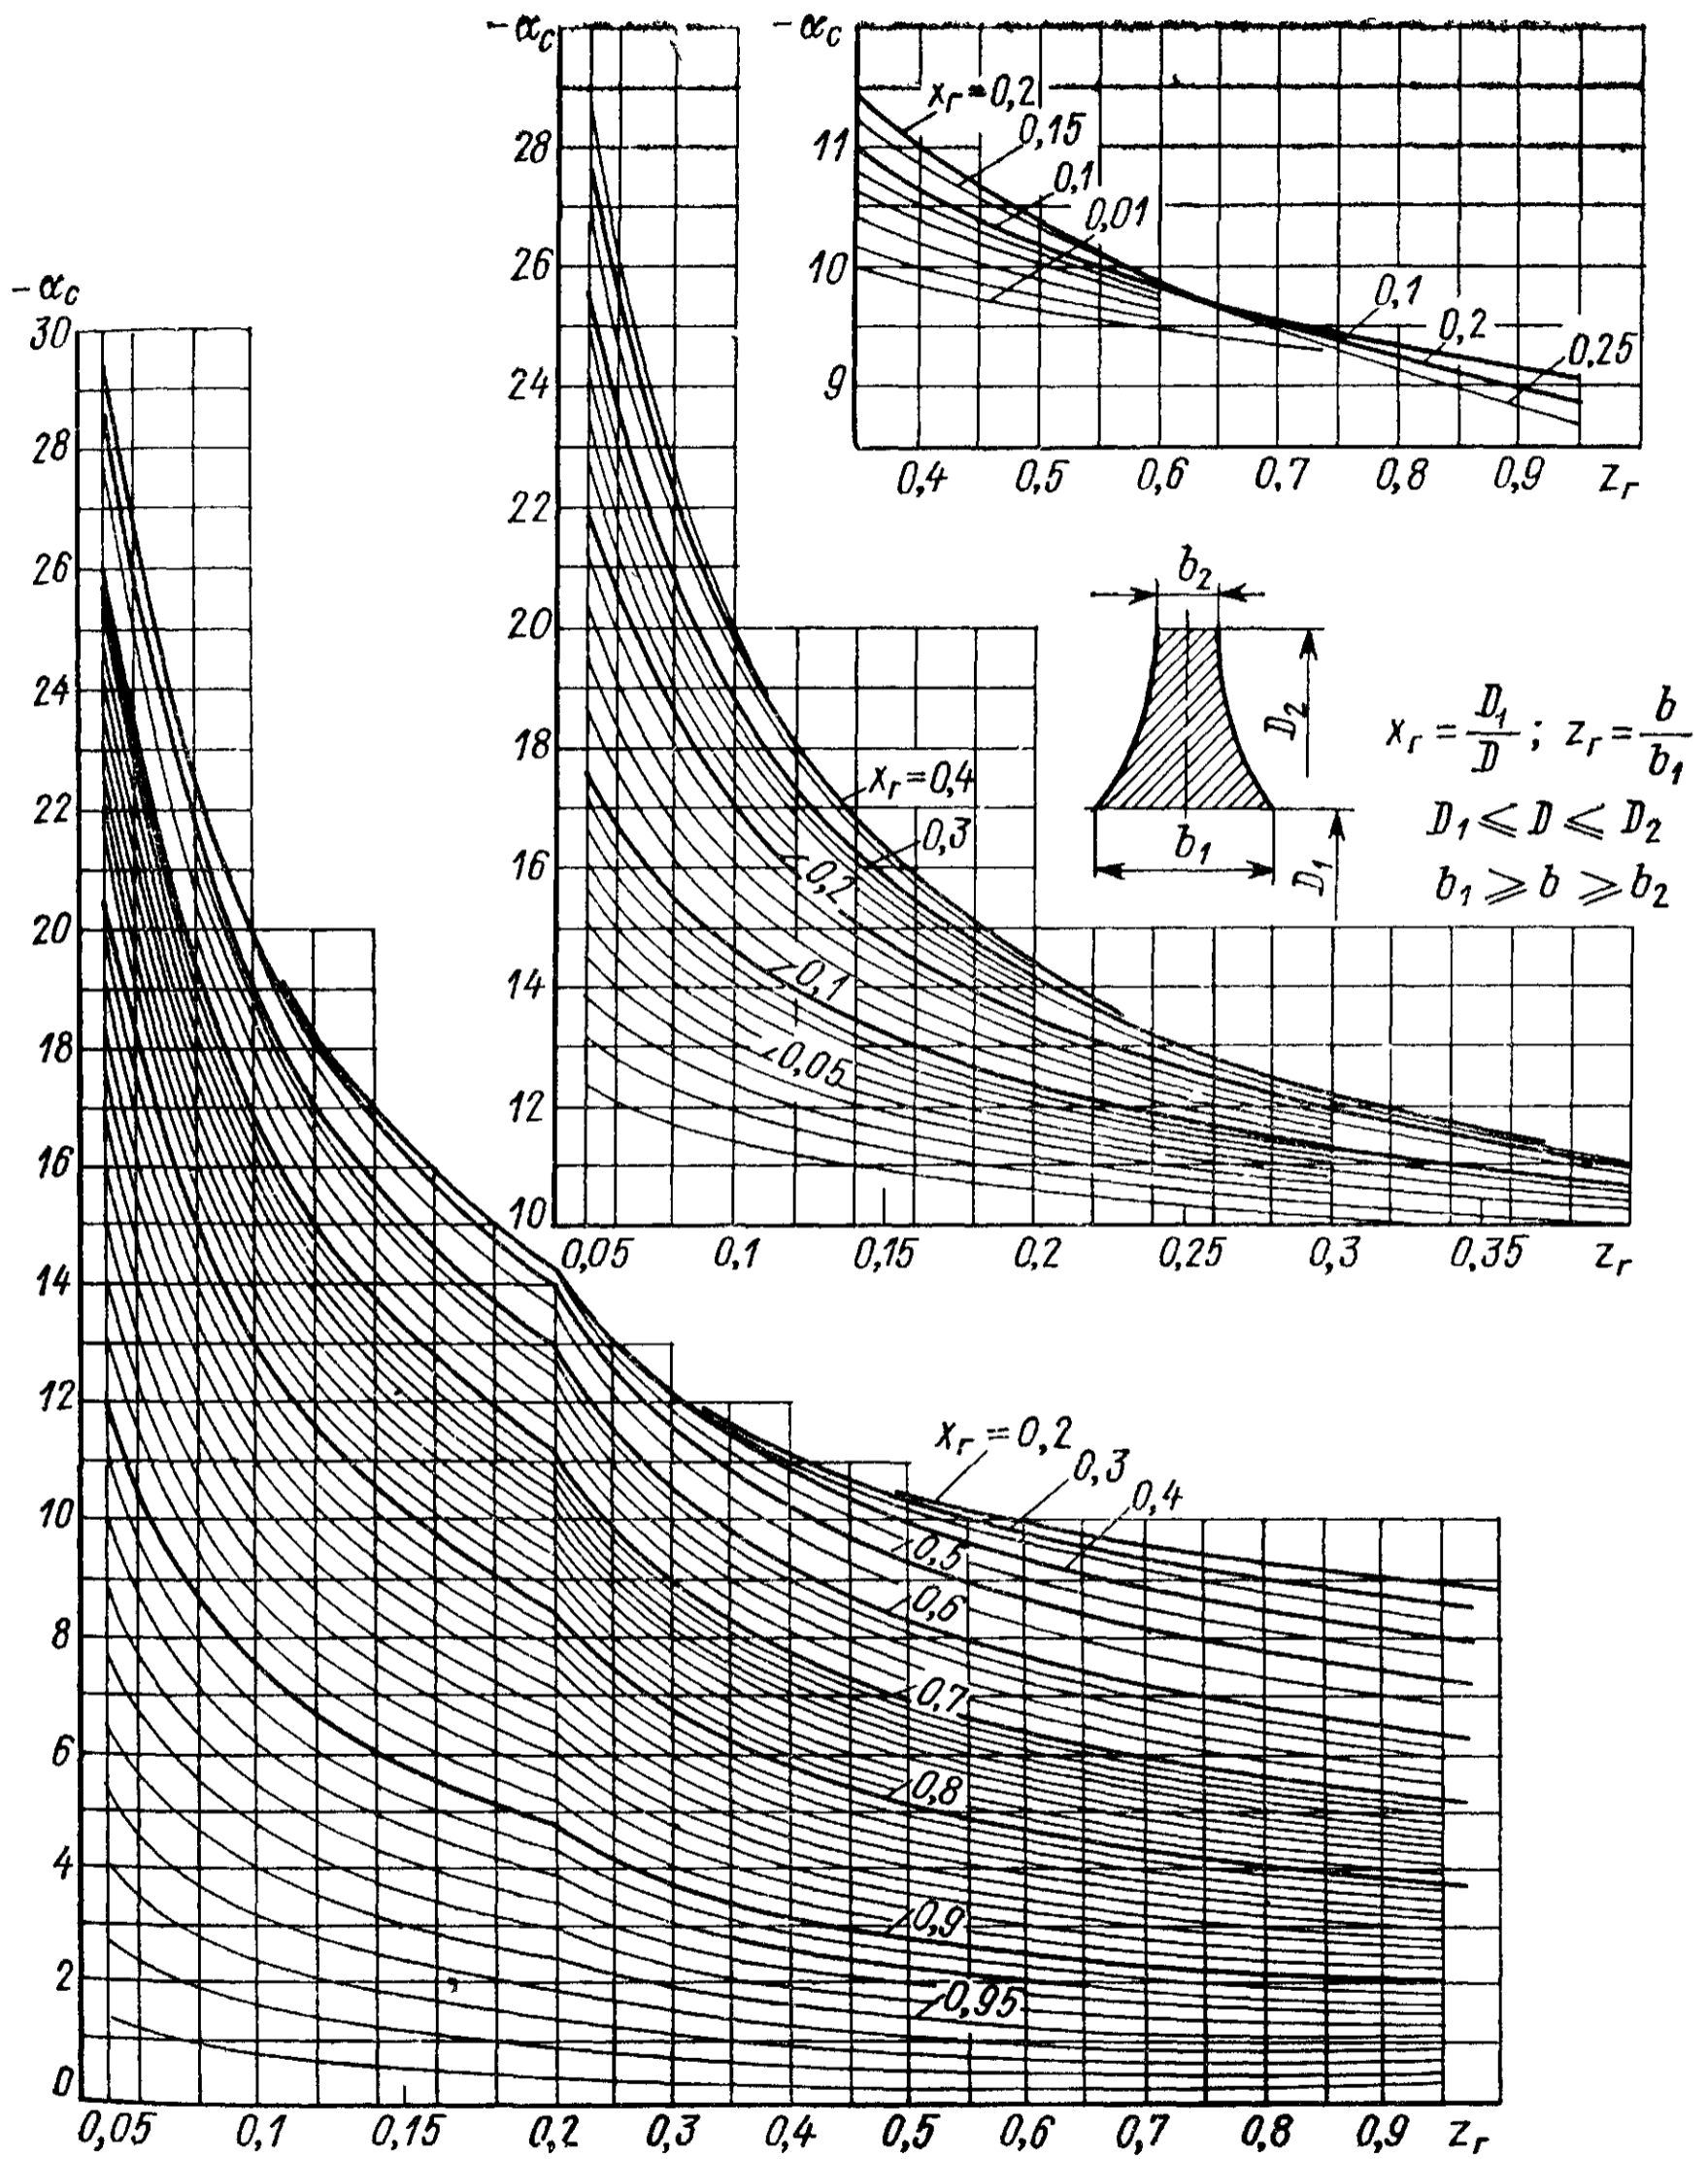 -αc
-αc
xr=0,2
0,15
0,1
0,01
11
10
9
0,1
0,2
0,25
0,4 0,5 0,6 0,7 0,8 0,9 zr
28
26
24
22
20
18
16
14
12
10
xr=0,4
0,3
0,2
0,1
0,05
0,05 0,1 0,15 0,2 0,25 0,3 0,35 zr
b2
D2
b1
D1
xr = D1/D ; zr = b/b1
D1 ⩽ D ⩽ D2
b1 ⩾ b ⩾ b2
-αc
30
28
26
24
22
20
18
16
14
12
10
8
6
4
2
0
xr=0,2
0,3
0,4
0,5
0,6
0,7
0,8
0,9
0,95
0,05 0,1 0,15 0,2 0,3 0,4 0,5 0,6 0,7 0,8 0,9 zr